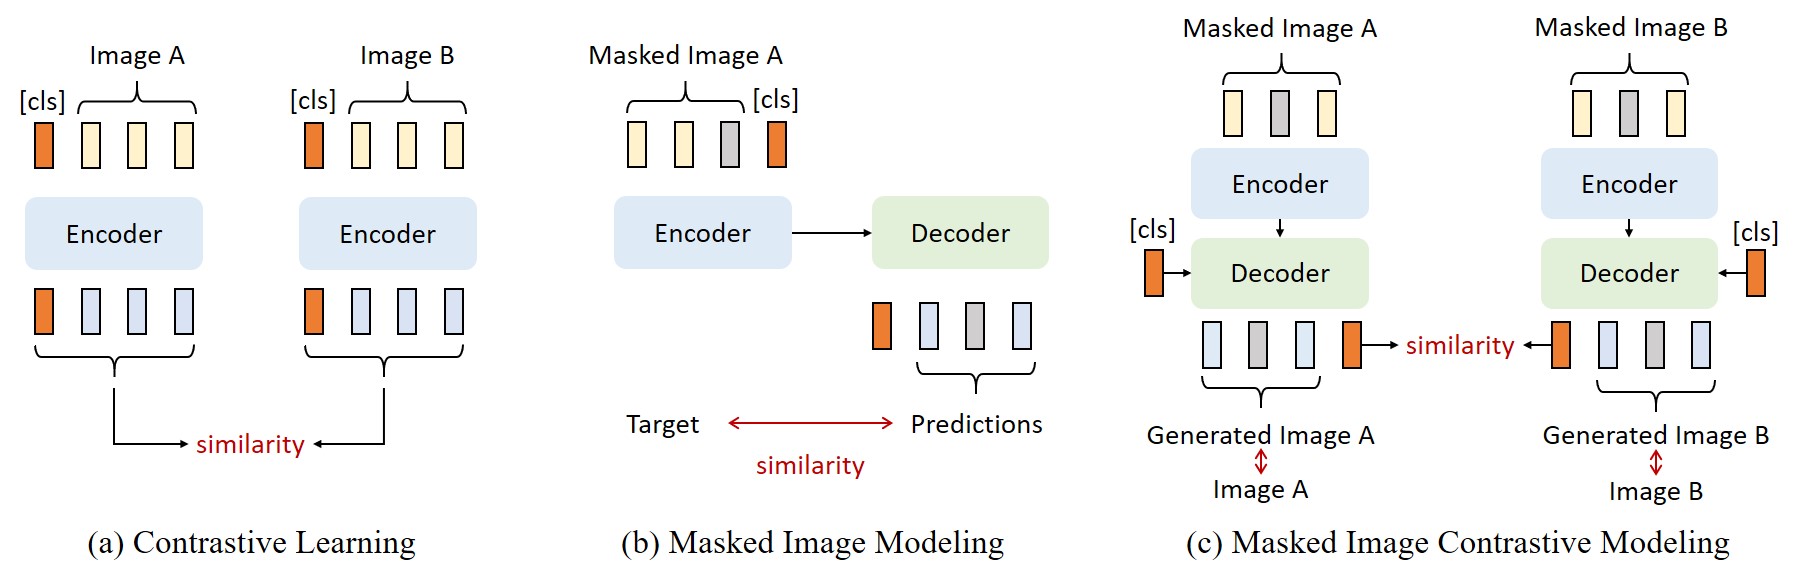 Image A
[cls]
Image B
[cls]
Encoder
Encoder
similarity
(a) Contrastive Learning
Masked Image A
[cls]
Encoder
Decoder
Target
Predictions
similarity
(b) Masked Image Modeling
Masked Image A
Masked Image B
Encoder
Encoder
[cls]
[cls]
Decoder
Decoder
similarity
Generated Image A
Generated Image B
Image A
Image B
(c) Masked Image Contrastive Modeling